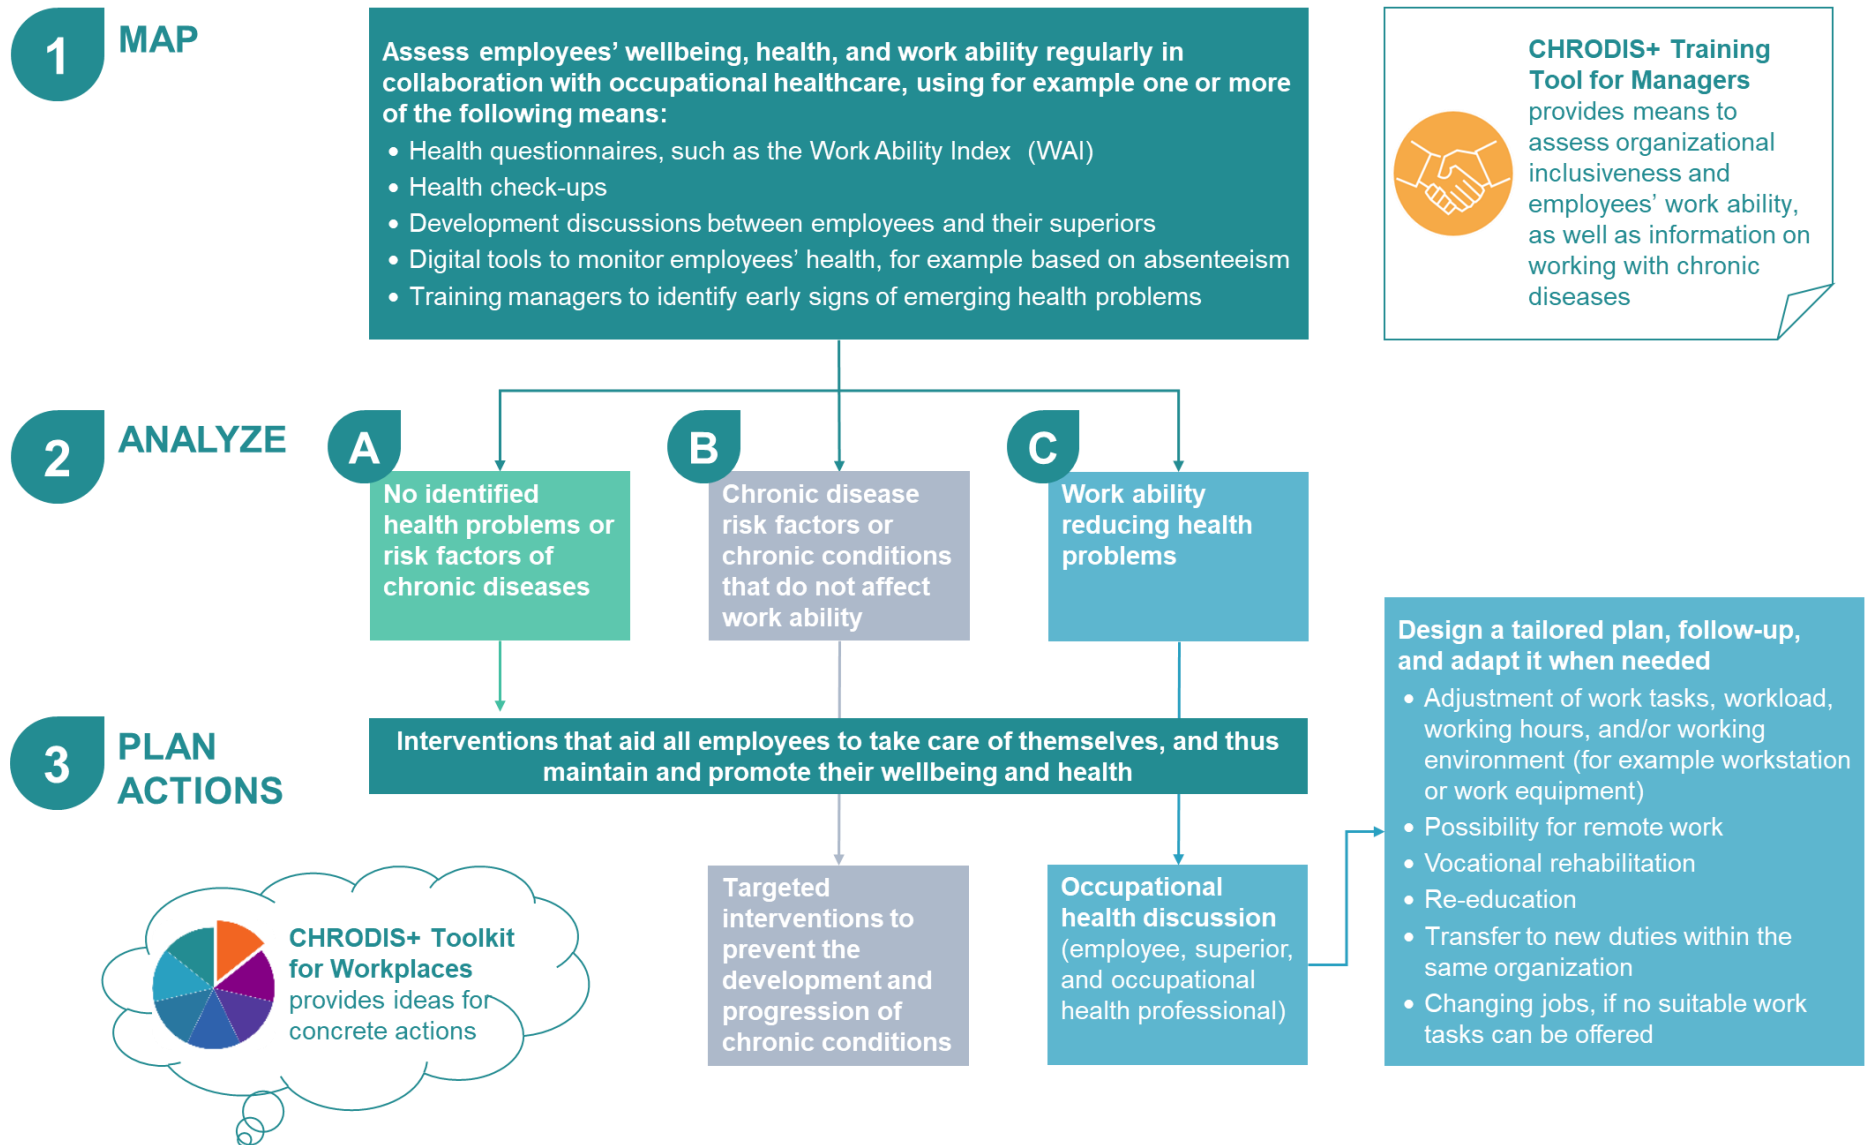 1
MAP
Assess employees’ wellbeing, health, and work ability regularly in
collaboration with occupational healthcare, using for example one or more
of the following means:
• Health questionnaires, such as the Work Ability Index (WAI)
• Health check-ups
• Development discussions between employees and their superiors
• Digital tools to monitor employees’ health, for example based on absenteeism
• Training managers to identify early signs of emerging health problems
CHRODIS+ Training
Tool for Managers
provides means to
assess organizational
inclusiveness and
employees’ work ability,
as well as information on
working with chronic
diseases
2
ANALYZE
A
No identified
health problems or
risk factors of
chronic diseases
B
Chronic disease
risk factors or
chronic conditions
that do not affect
work ability
C
Work ability
reducing health
problems
3
PLAN
ACTIONS
Interventions that aid all employees to take care of themselves, and thus
maintain and promote their wellbeing and health
CHRODIS+ Toolkit
for Workplaces
provides ideas for
concrete actions
Targeted
interventions to
prevent the
development and
progression of
chronic conditions
Occupational
health discussion
(employee, superior,
and occupational
health professional)
Design a tailored plan, follow-up,
and adapt it when needed
• Adjustment of work tasks, workload,
working hours, and/or working
environment (for example workstation
or work equipment)
• Possibility for remote work
• Vocational rehabilitation
• Re-education
• Transfer to new duties within the
same organization
• Changing jobs, if no suitable work
tasks can be offered